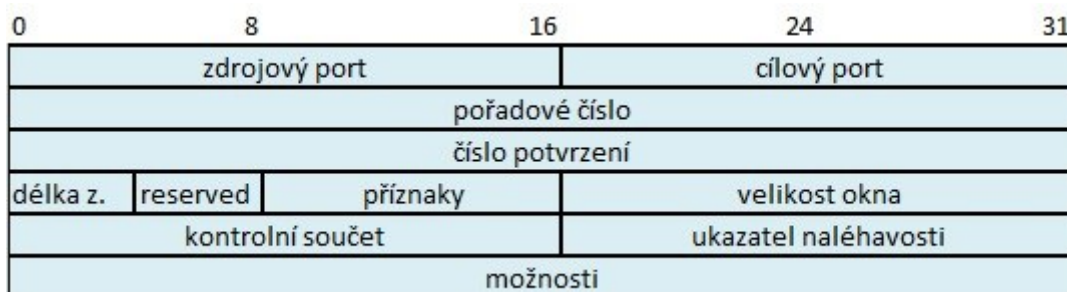 0 8 16 24 31
zdrojový port cílový port
pořadové číslo
číslo potvrzení
délka z. reserved příznaky velikost okna
kontrolní součet ukazatel naléhavosti
možnosti